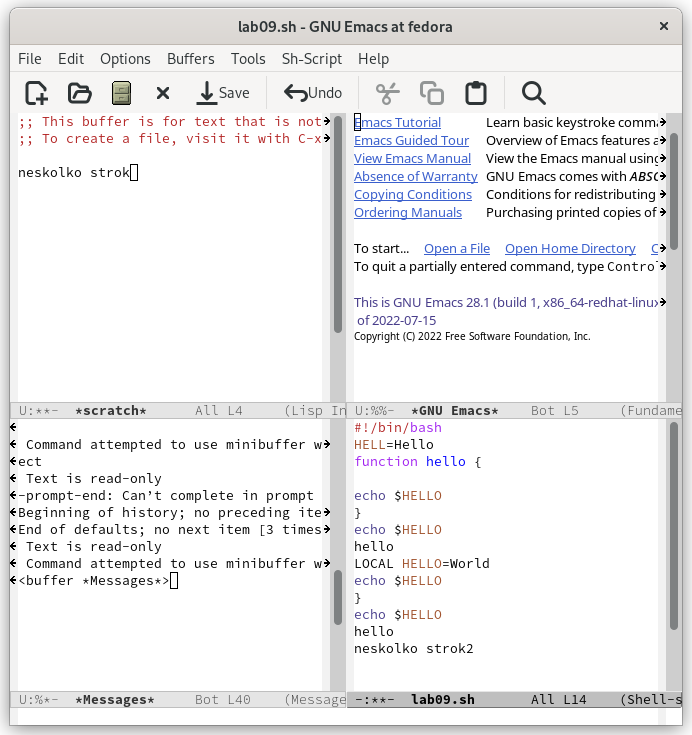 lab09.sh - GNU Emacs at fedora
File Edit Options Buffers Tools Sh-Script Help
Save Undo
;; This buffer is for text that is not
;; To create a file, visit it with C-x
neskolko strok
U:**- *scratch* All L4 (Lisp In
Emacs Tutorial Learn basic keystroke comma
Emacs Guided Tour Overview of Emacs features a
View Emacs Manual View the Emacs manual using
Absence of Warranty GNU Emacs comes with ABSO
Copying Conditions Conditions for redistributing
Ordering Manuals Purchasing printed copies of
To start... Open a File Open Home Directory C
To quit a partially entered command, type Contro
This is GNU Emacs 28.1 (build 1, x86_64-redhat-linux
of 2022-07-15
Copyright (C) 2022 Free Software Foundation, Inc.
U:%%- *GNU Emacs* Bot L5 (Fundame
Command attempted to use minibuffer w
ect
Text is read-only
-prompt-end: Can’t complete in prompt
Beginning of history; no preceding ite
End of defaults; no next item [3 times
Text is read-only
Command attempted to use minibuffer w
<buffer *Messages*>
U:%*- *Messages* Bot L40 (Message
#!/bin/bash
HELL=Hello
function hello {
echo $HELLO
}
echo $HELLO
hello
LOCAL HELLO=World
echo $HELLO
}
echo $HELLO
hello
neskolko strok2
-:**- lab09.sh All L14 (Shell-s